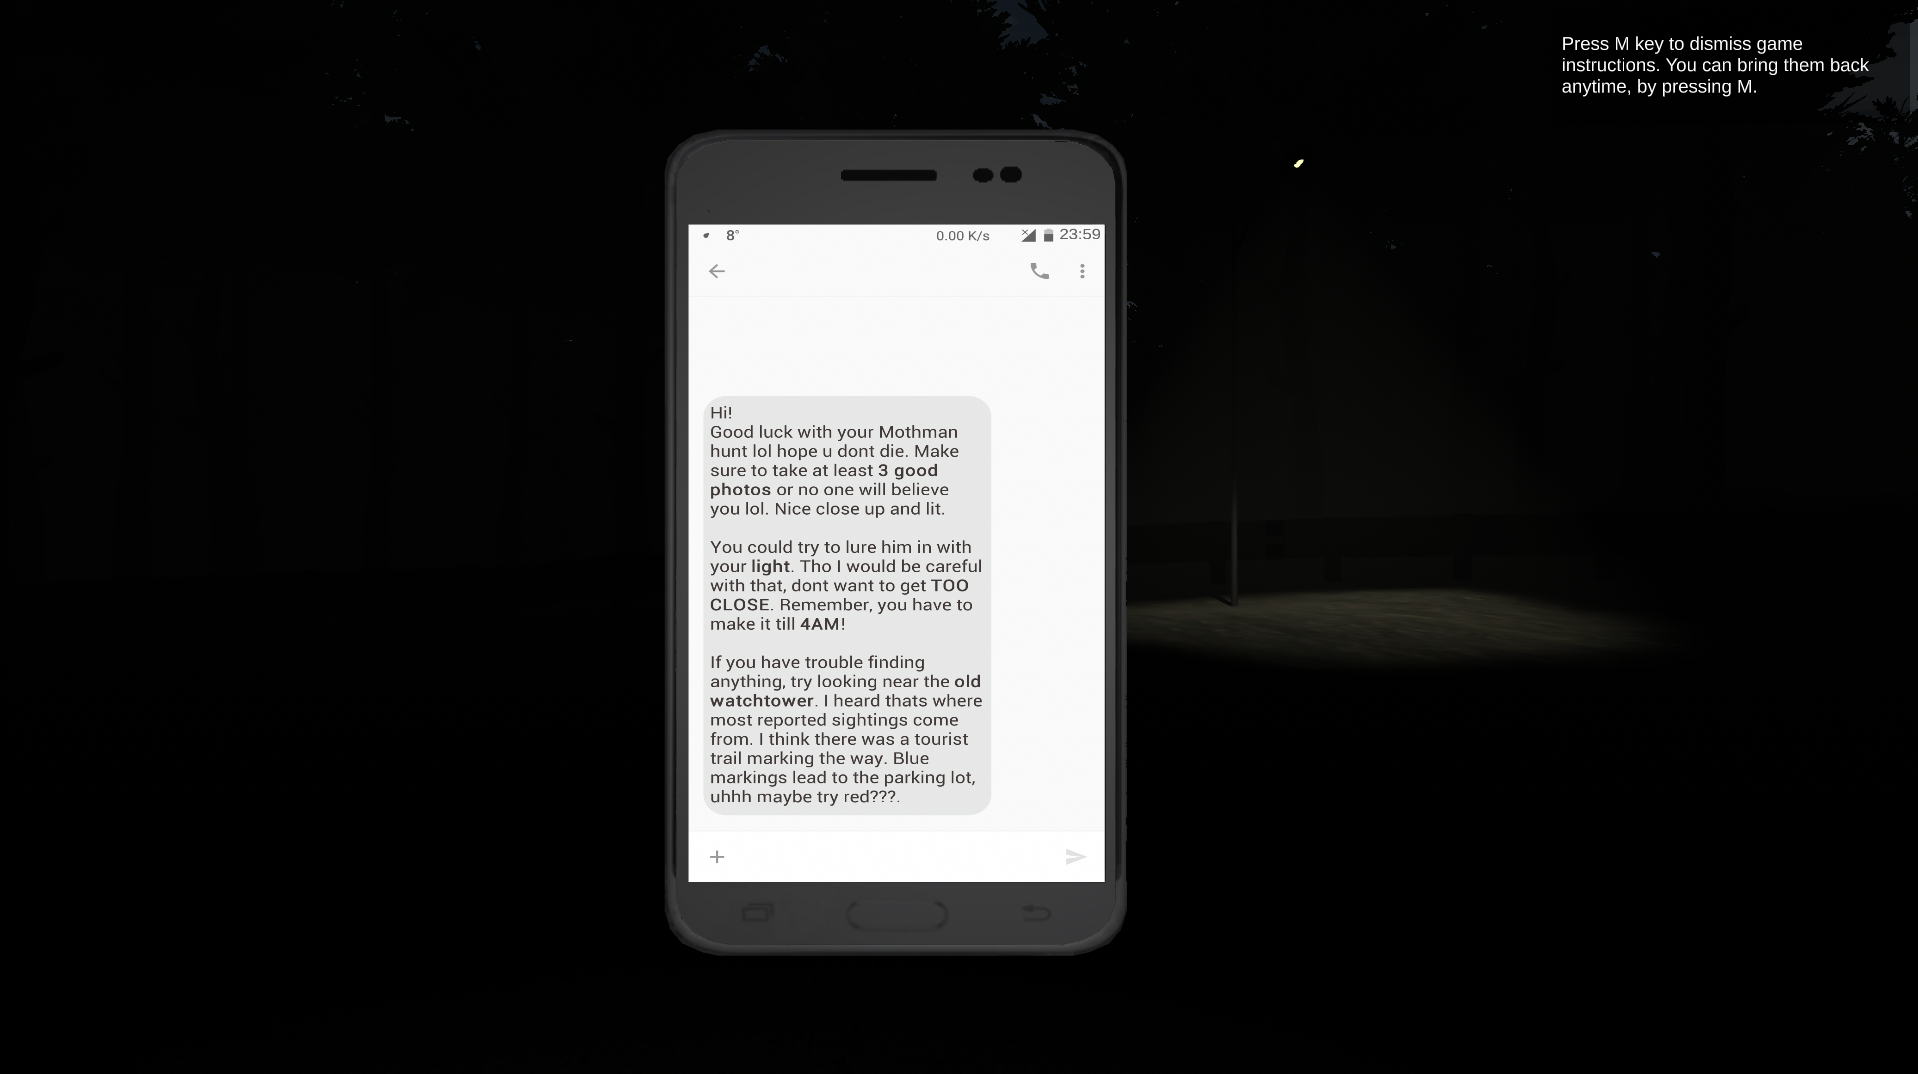 Press M key to dismiss game
instructions. You can bring them back
anytime, by pressing M.
8°
0.00 K/s
23:59
Hi!
Good luck with your Mothman
hunt lol hope u dont die. Make
sure to take at least 3 good
photos or no one will believe
you lol. Nice close up and lit.
You could try to lure him in with
your light. Tho I would be careful
with that, dont want to get TOO
CLOSE. Remember, you have to
make it till 4AM!
If you have trouble finding
anything, try looking near the old
watchtower. I heard thats where
most reported sightings come
from. I think there was a tourist
trail marking the way. Blue
markings lead to the parking lot,
uhhh maybe try red???.